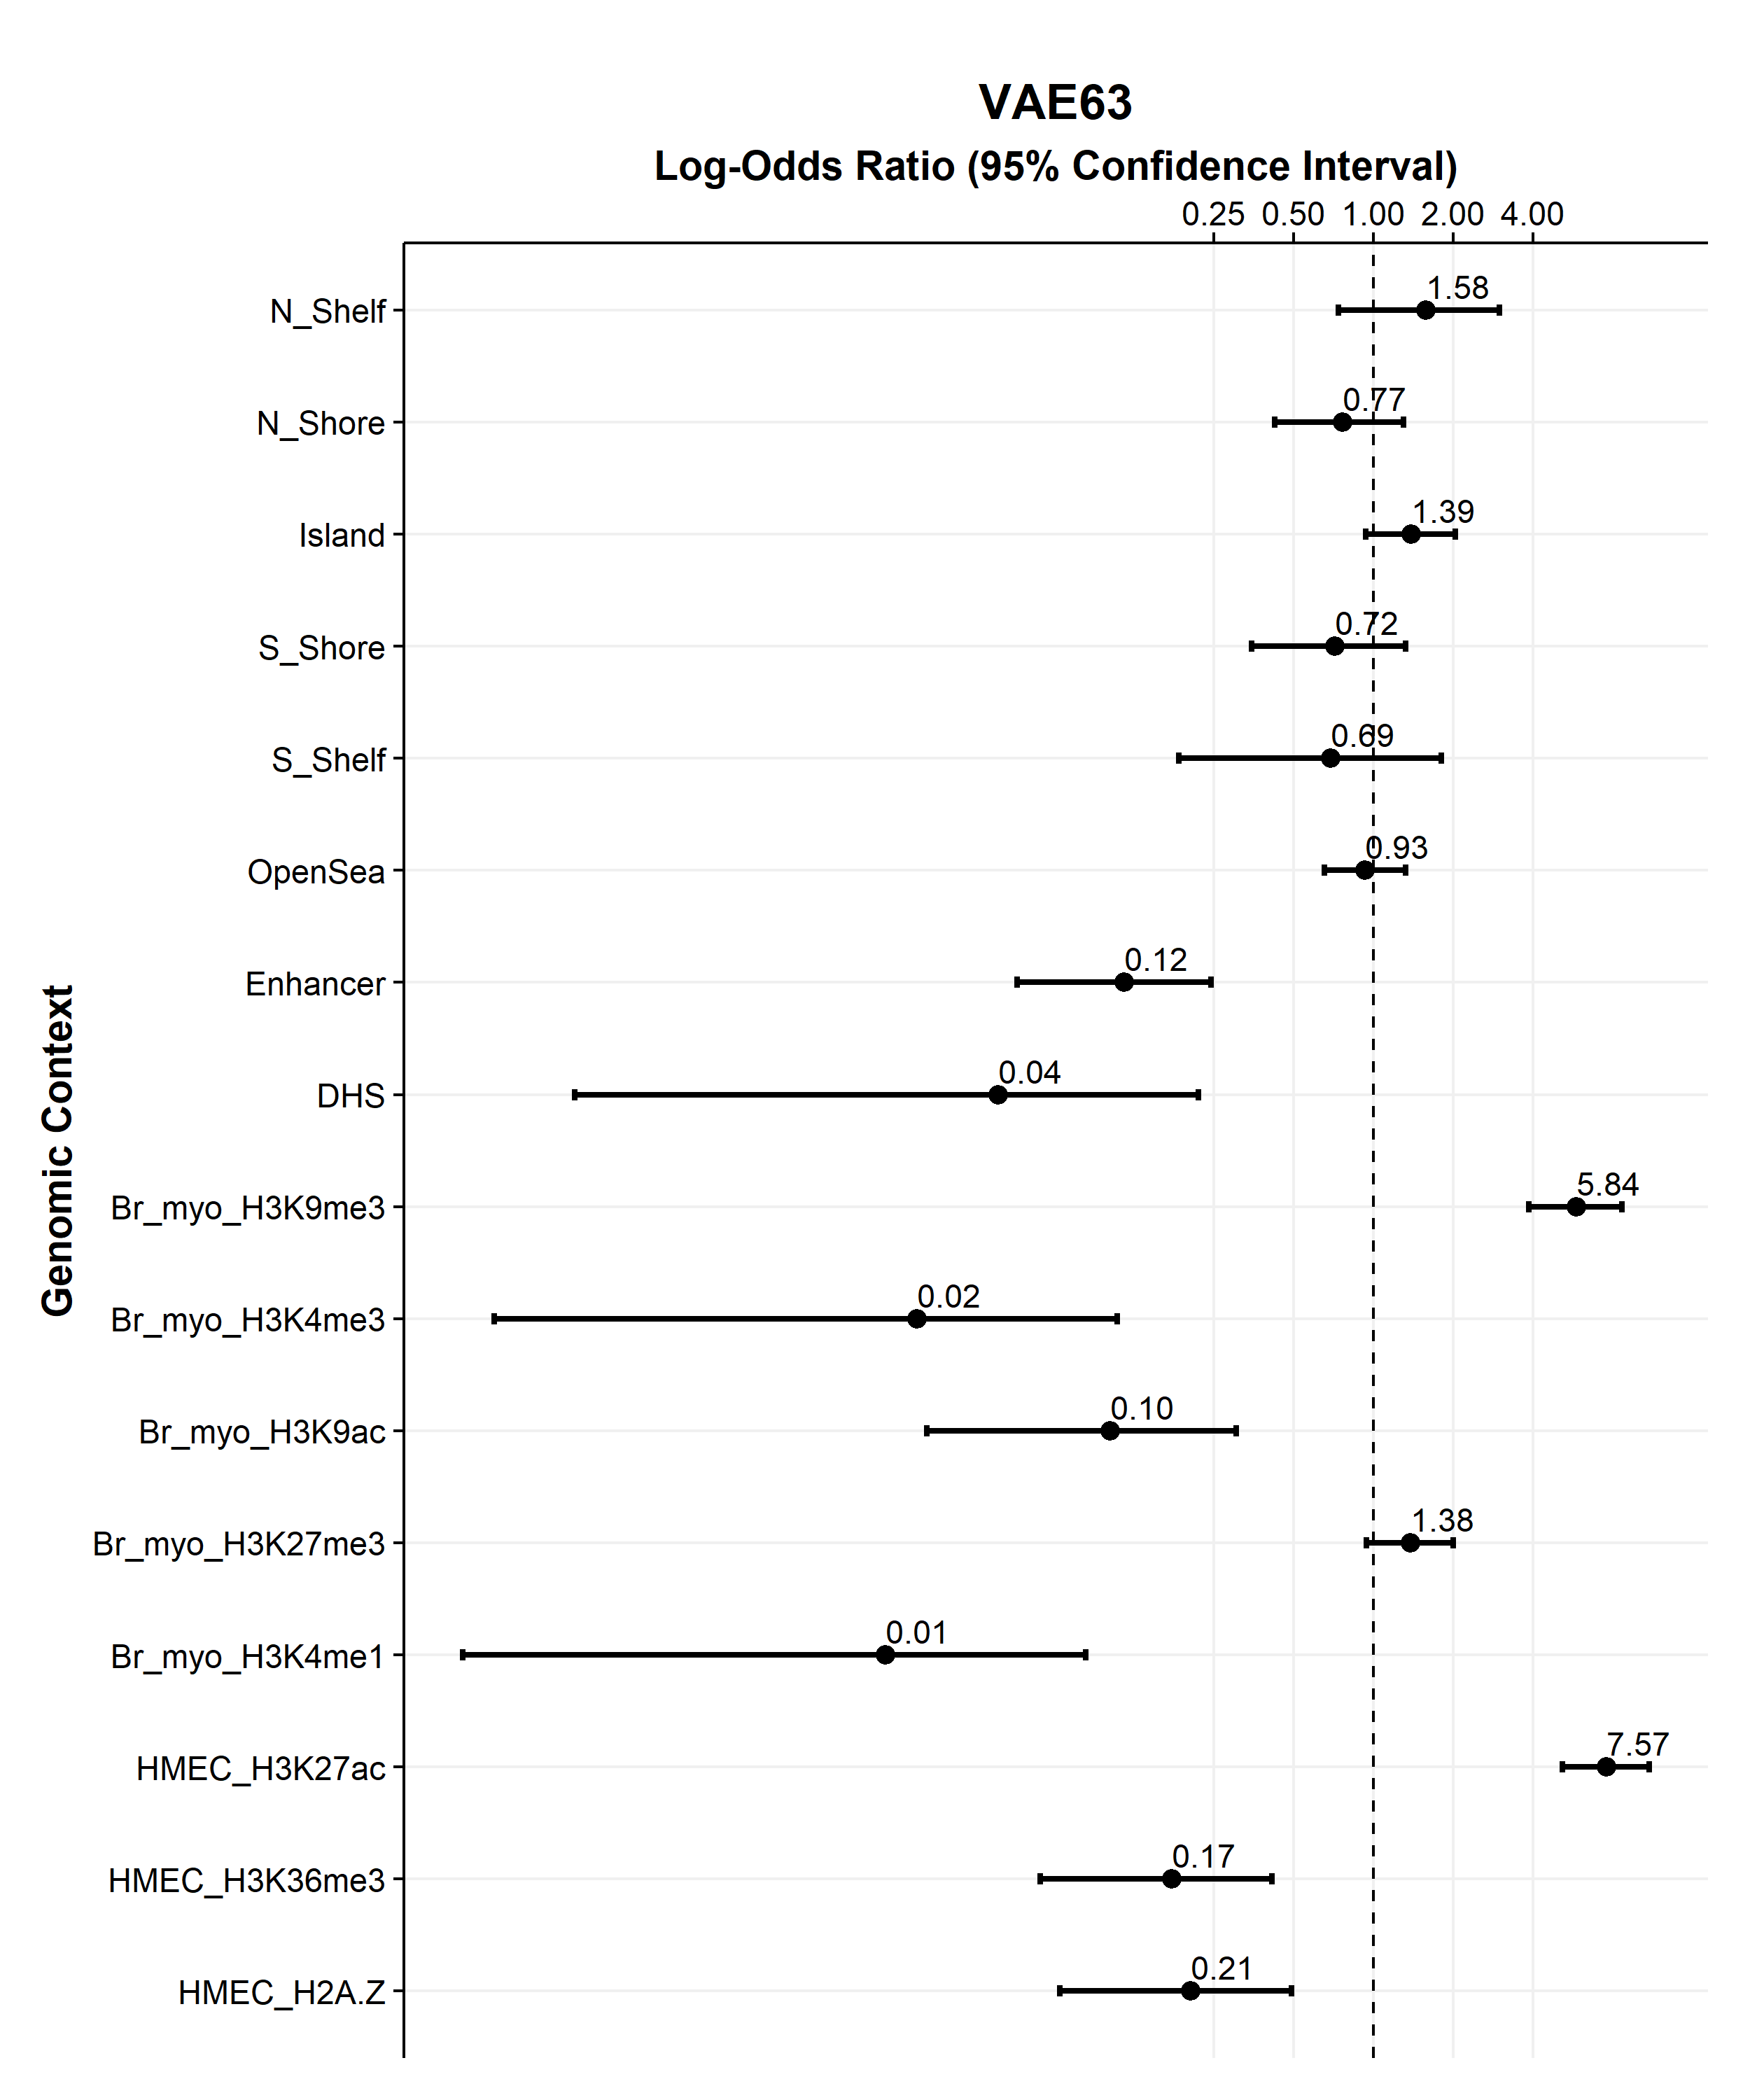 VAE63
Log-Odds Ratio (95% Confidence Interval)
0.25 0.50 1.00 2.00 4.00
Genomic Context
N_Shelf 1.58
N_Shore 0.77
Island 1.39
S_Shore 0.72
S_Shelf 0.69
OpenSea 0.93
Enhancer 0.12
DHS 0.04
Br_myo_H3K9me3 5.84
Br_myo_H3K4me3 0.02
Br_myo_H3K9ac 0.10
Br_myo_H3K27me3 1.38
Br_myo_H3K4me1 0.01
HMEC_H3K27ac 7.57
HMEC_H3K36me3 0.17
HMEC_H2A.Z 0.21